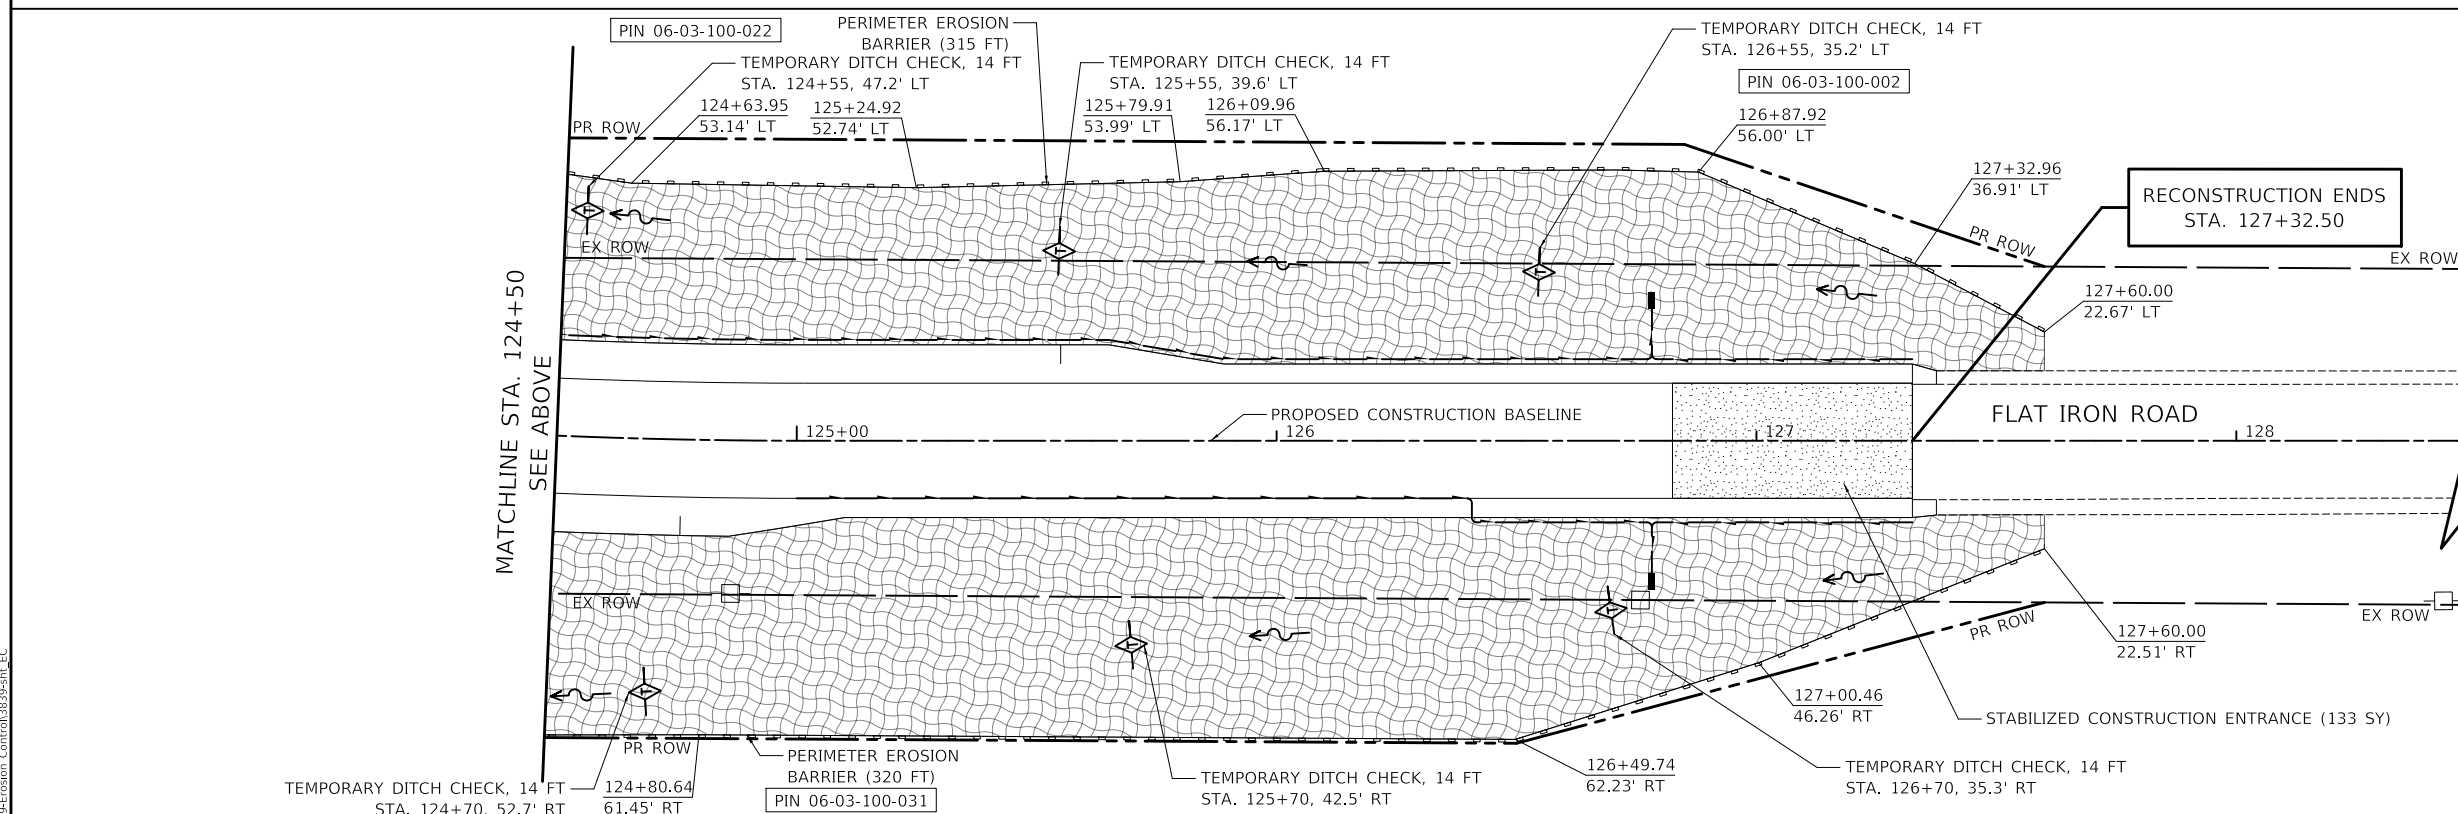 PIN 06-03-100-022
PERIMETER EROSION
BARRIER (315 FT)
TEMPORARY DITCH CHECK, 14 FT
STA. 124+55, 47.2' LT
TEMPORARY DITCH CHECK, 14 FT
STA. 125+55, 39.6' LT
TEMPORARY DITCH CHECK, 14 FT
STA. 126+55, 35.2' LT
PIN 06-03-100-002
124+63.95
53.14' LT
125+24.92
52.74' LT
125+79.91
53.99' LT
126+09.96
56.17' LT
126+87.92
56.00' LT
PR ROW
127+32.96
36.91' LT
RECONSTRUCTION ENDS
STA. 127+32.50
T
T
T
EX ROW
PR ROW
EX ROW
127+60.00
22.67' LT
MATCHLINE STA. 124+50
SEE ABOVE
PROPOSED CONSTRUCTION BASELINE
FLAT IRON ROAD
125+00
126
127
128
EX ROW
T
T
T
PR ROW
EX ROW
127+60.00
22.51' RT
127+00.46
46.26' RT
STABILIZED CONSTRUCTION ENTRANCE (133 SY)
PR ROW
PERIMETER EROSION
BARRIER (320 FT)
PIN 06-03-100-031
TEMPORARY DITCH CHECK, 14 FT
STA. 124+70, 52.7' RT
124+80.64
61.45' RT
TEMPORARY DITCH CHECK, 14 FT
STA. 125+70, 42.5' RT
126+49.74
62.23' RT
TEMPORARY DITCH CHECK, 14 FT
STA. 126+70, 35.3' RT